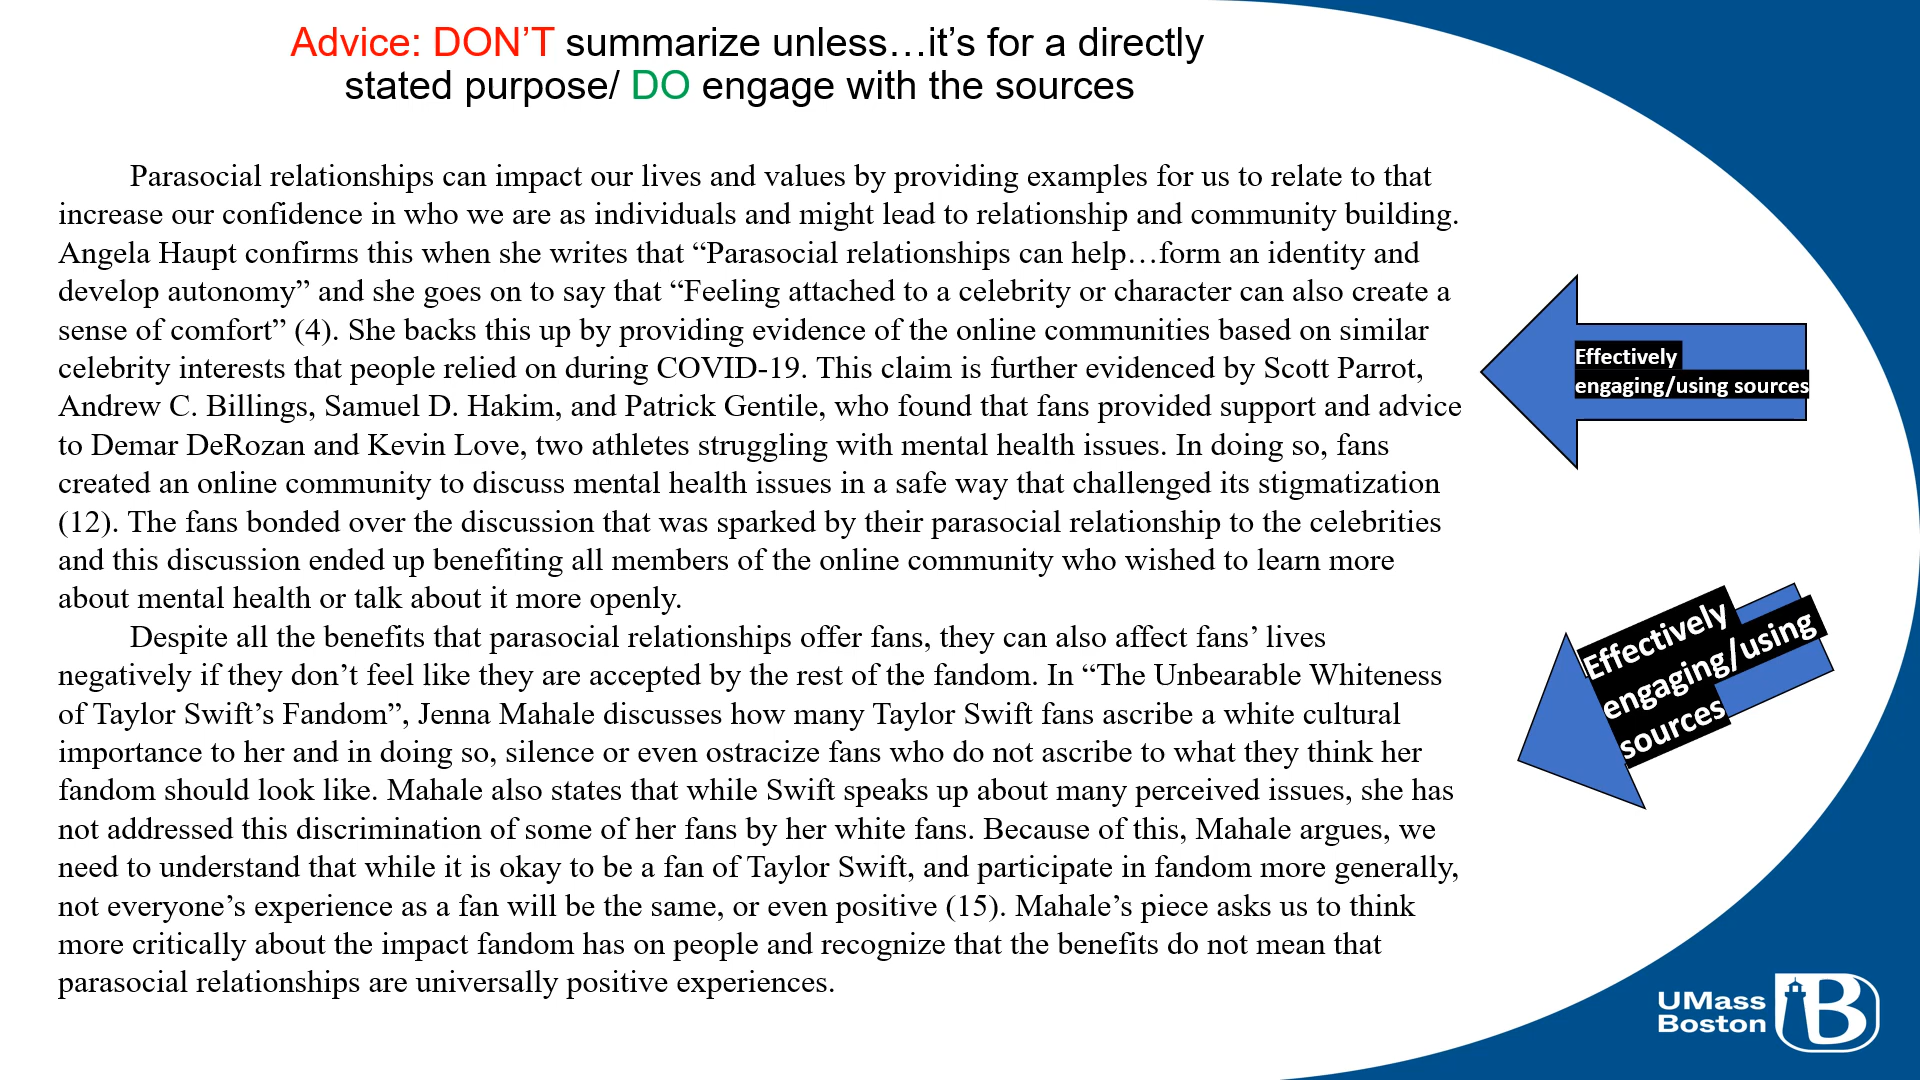 Advice: DON’T summarize unless…it’s for a directly
stated purpose/ DO engage with the sources
Parasocial relationships can impact our lives and values by providing examples for us to relate to that
increase our confidence in who we are as individuals and might lead to relationship and community building.
Angela Haupt confirms this when she writes that “Parasocial relationships can help…form an identity and
develop autonomy” and she goes on to say that “Feeling attached to a celebrity or character can also create a
sense of comfort” (4). She backs this up by providing evidence of the online communities based on similar
celebrity interests that people relied on during COVID-19. This claim is further evidenced by Scott Parrot,
Andrew C. Billings, Samuel D. Hakim, and Patrick Gentile, who found that fans provided support and advice
to Demar DeRozan and Kevin Love, two athletes struggling with mental health issues. In doing so, fans
created an online community to discuss mental health issues in a safe way that challenged its stigmatization
(12). The fans bonded over the discussion that was sparked by their parasocial relationship to the celebrities
and this discussion ended up benefiting all members of the online community who wished to learn more
about mental health or talk about it more openly.
Despite all the benefits that parasocial relationships offer fans, they can also affect fans’ lives
negatively if they don’t feel like they are accepted by the rest of the fandom. In “The Unbearable Whiteness
of Taylor Swift’s Fandom”, Jenna Mahale discusses how many Taylor Swift fans ascribe a white cultural
importance to her and in doing so, silence or even ostracize fans who do not ascribe to what they think her
fandom should look like. Mahale also states that while Swift speaks up about many perceived issues, she has
not addressed this discrimination of some of her fans by her white fans. Because of this, Mahale argues, we
need to understand that while it is okay to be a fan of Taylor Swift, and participate in fandom more generally,
not everyone’s experience as a fan will be the same, or even positive (15). Mahale’s piece asks us to think
more critically about the impact fandom has on people and recognize that the benefits do not mean that
parasocial relationships are universally positive experiences.
Effectively
engaging/using sources
Effectively
engaging/using
sources
UMass
Boston
B